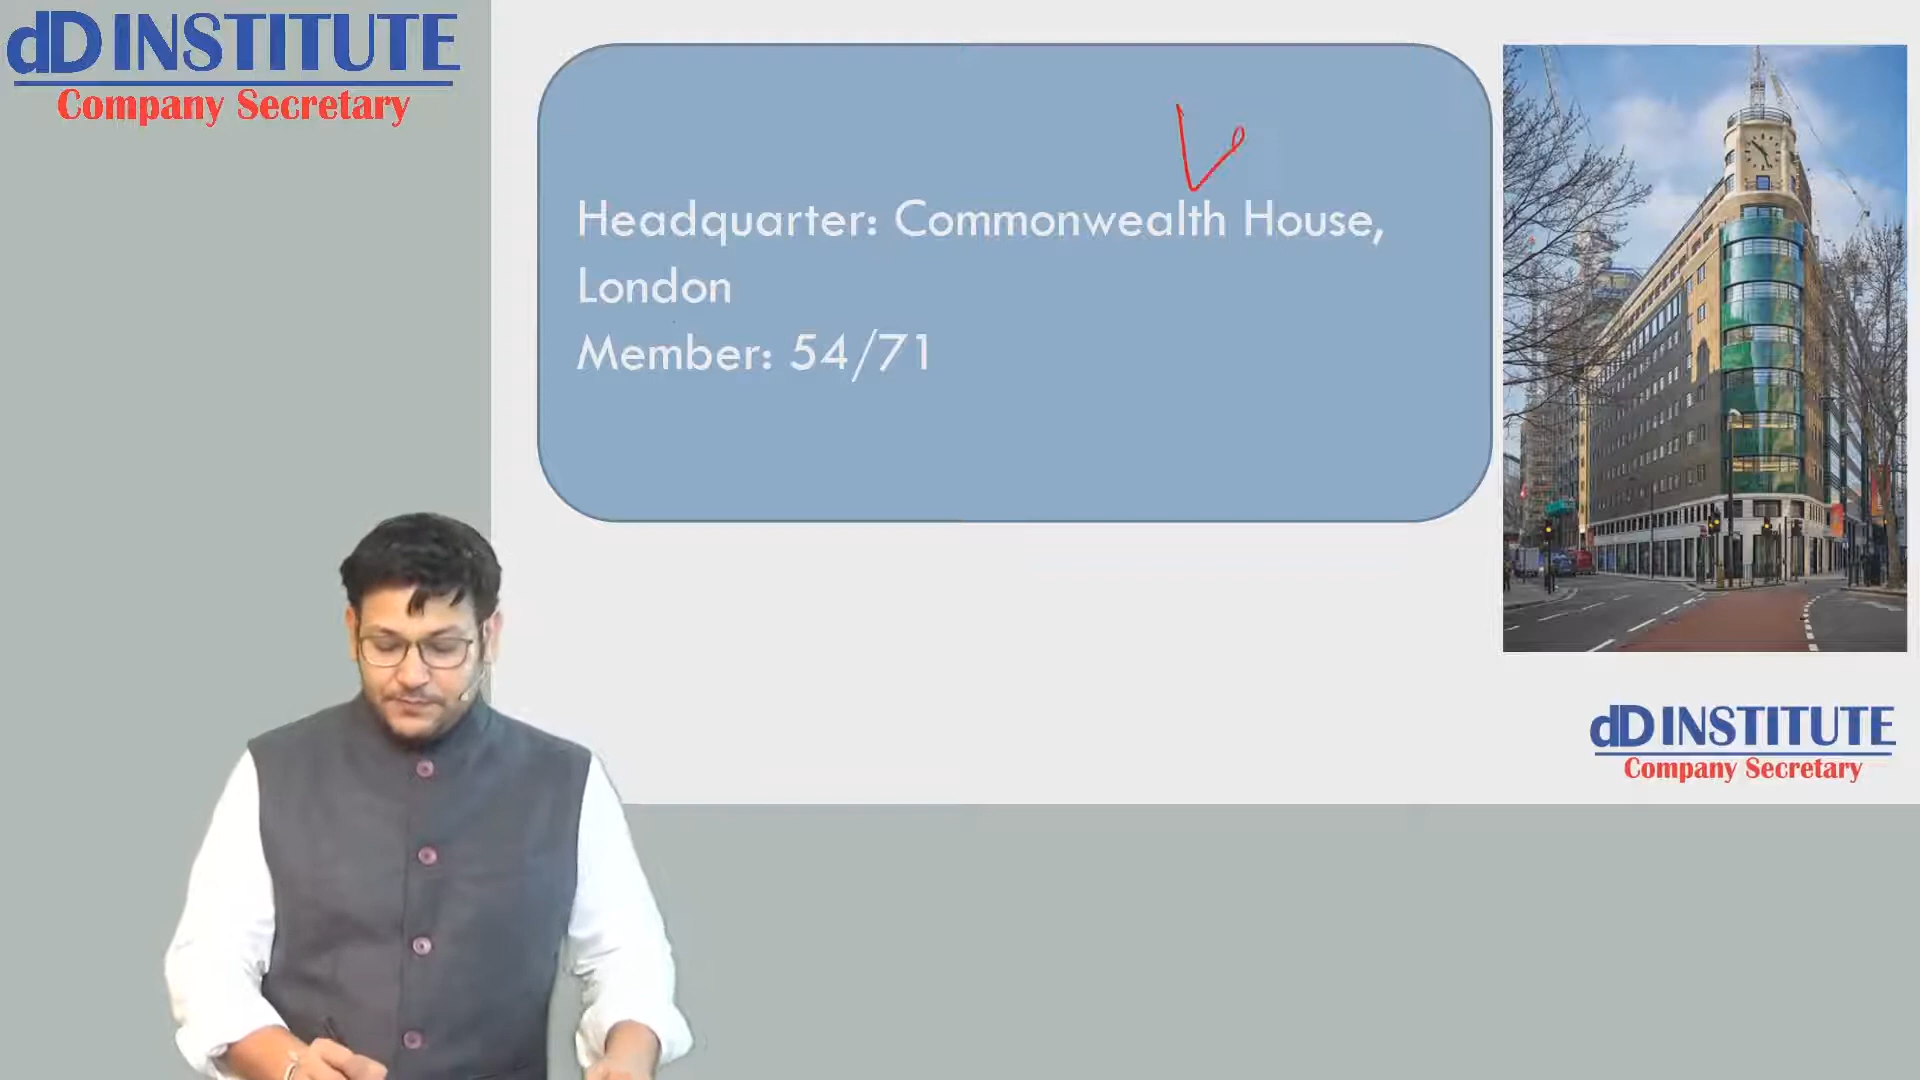 dD INSTITUTE
Company Secretary
Headquarter: Commonwealth House,
London
Member: 54/71
dD INSTITUTE
Company Secretary